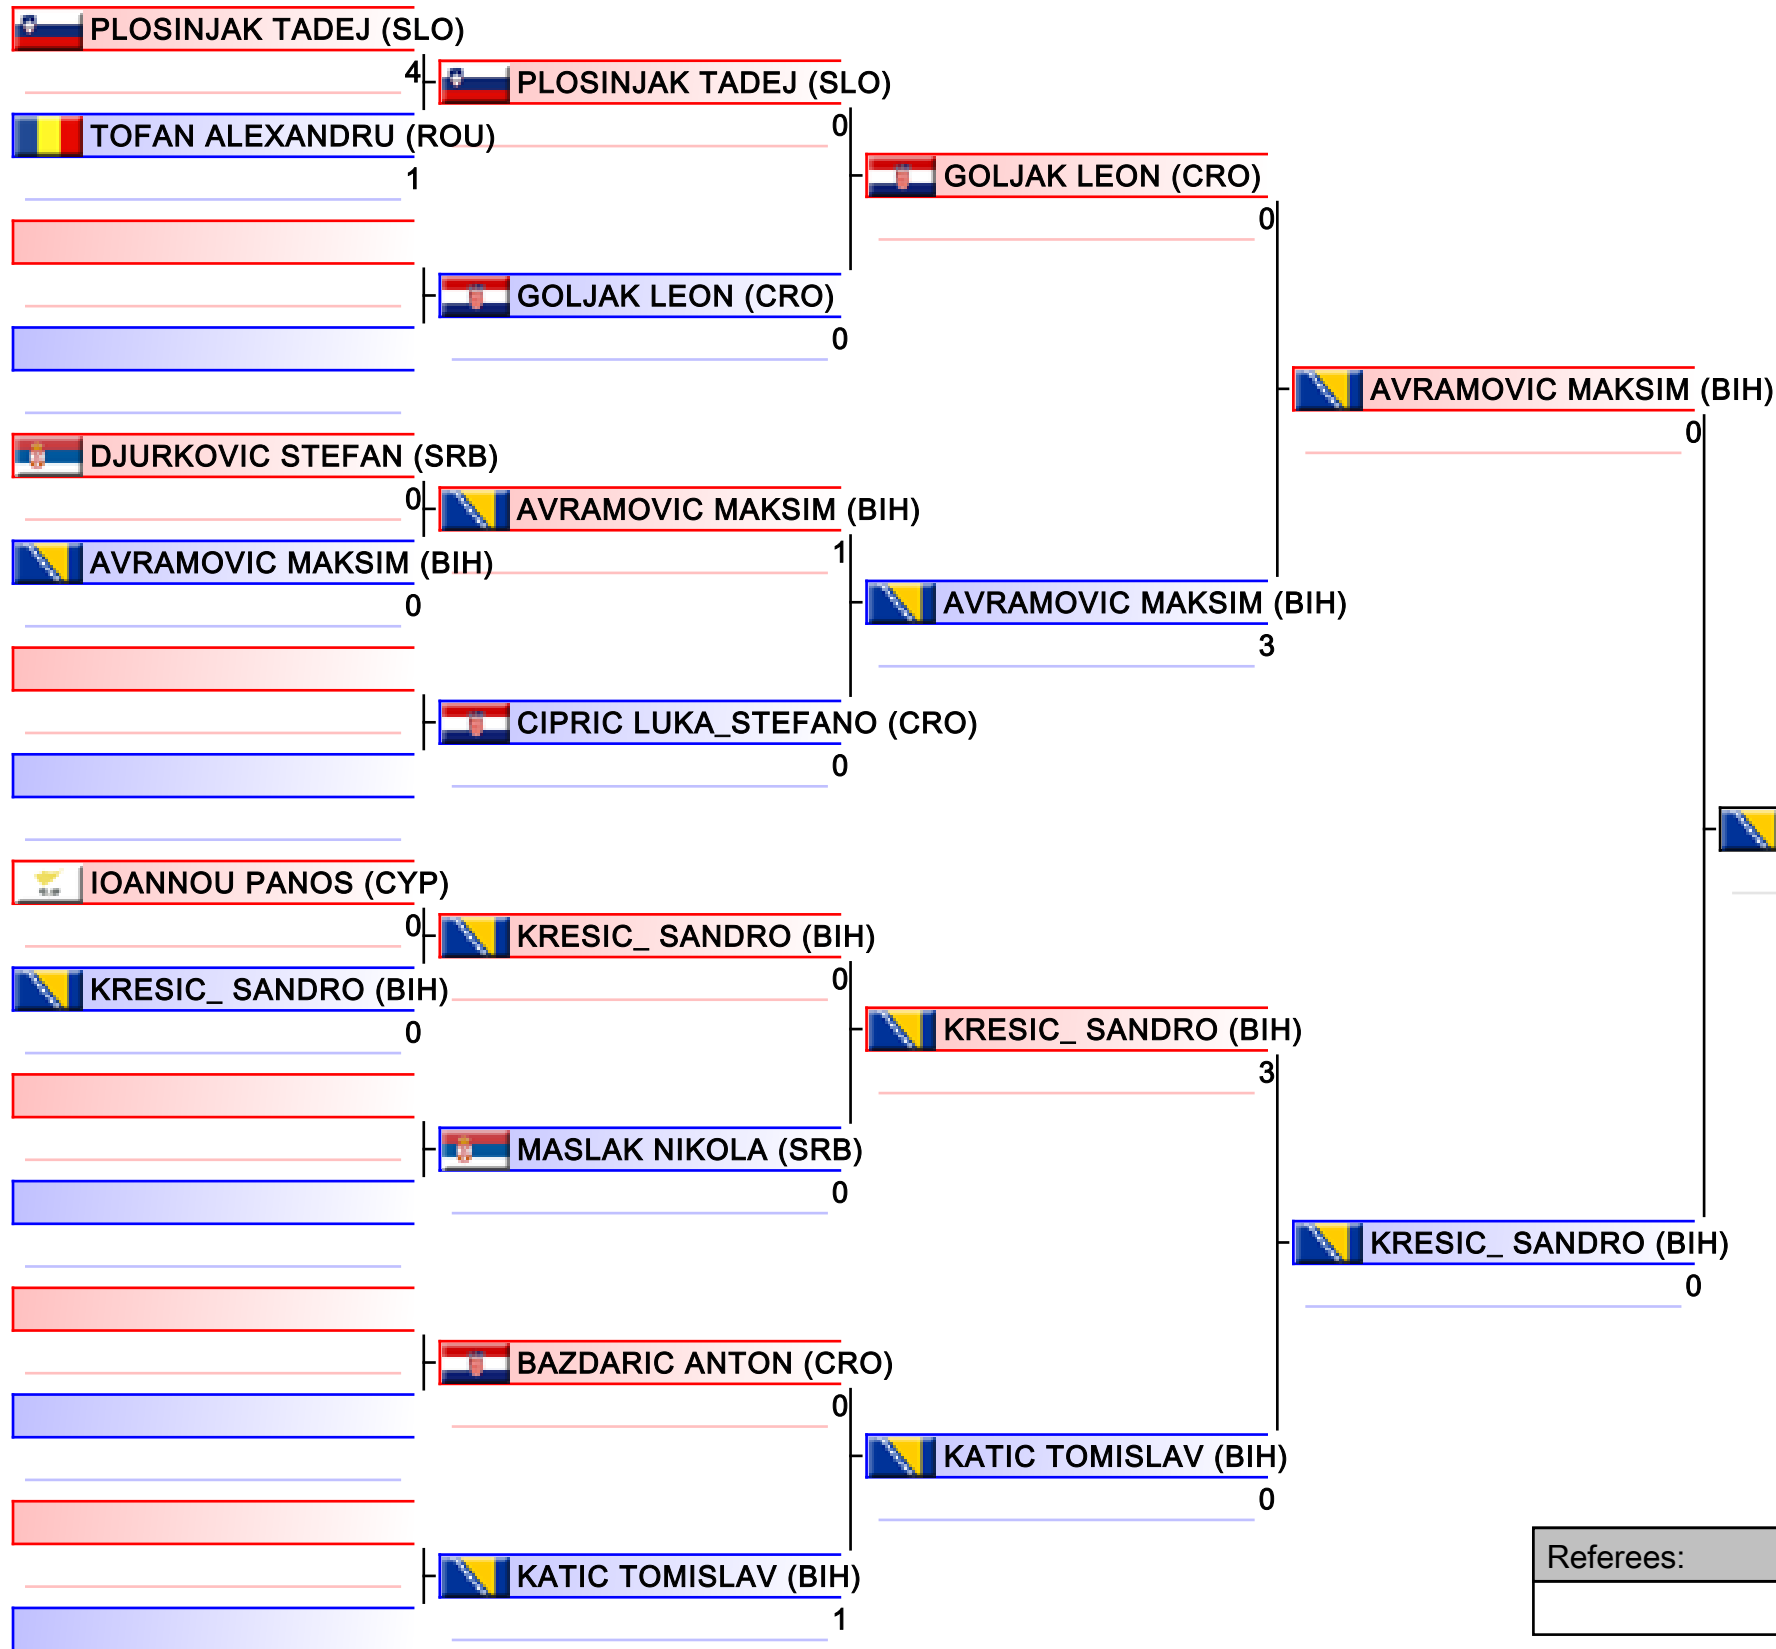 PLOSINJAK TADEJ (SLO)
4
TOFAN ALEXANDRU (ROU)
1
DJURKOVIC STEFAN (SRB)
0
AVRAMOVIC MAKSIM (BIH)
0
IOANNOU PANOS (CYP)
0
KRESIC_ SANDRO (BIH)
0
PLOSINJAK TADEJ (SLO)
0
GOLJAK LEON (CRO)
0
AVRAMOVIC MAKSIM (BIH)
1
CIPRIC LUKA_STEFANO (CRO)
0
KRESIC_ SANDRO (BIH)
0
MASLAK NIKOLA (SRB)
0
BAZDARIC ANTON (CRO)
0
KATIC TOMISLAV (BIH)
1
GOLJAK LEON (CRO)
0
AVRAMOVIC MAKSIM (BIH)
3
KRESIC_ SANDRO (BIH)
3
KATIC TOMISLAV (BIH)
0
AVRAMOVIC MAKSIM (BIH)
0
KRESIC_ SANDRO (BIH)
0
Referees: